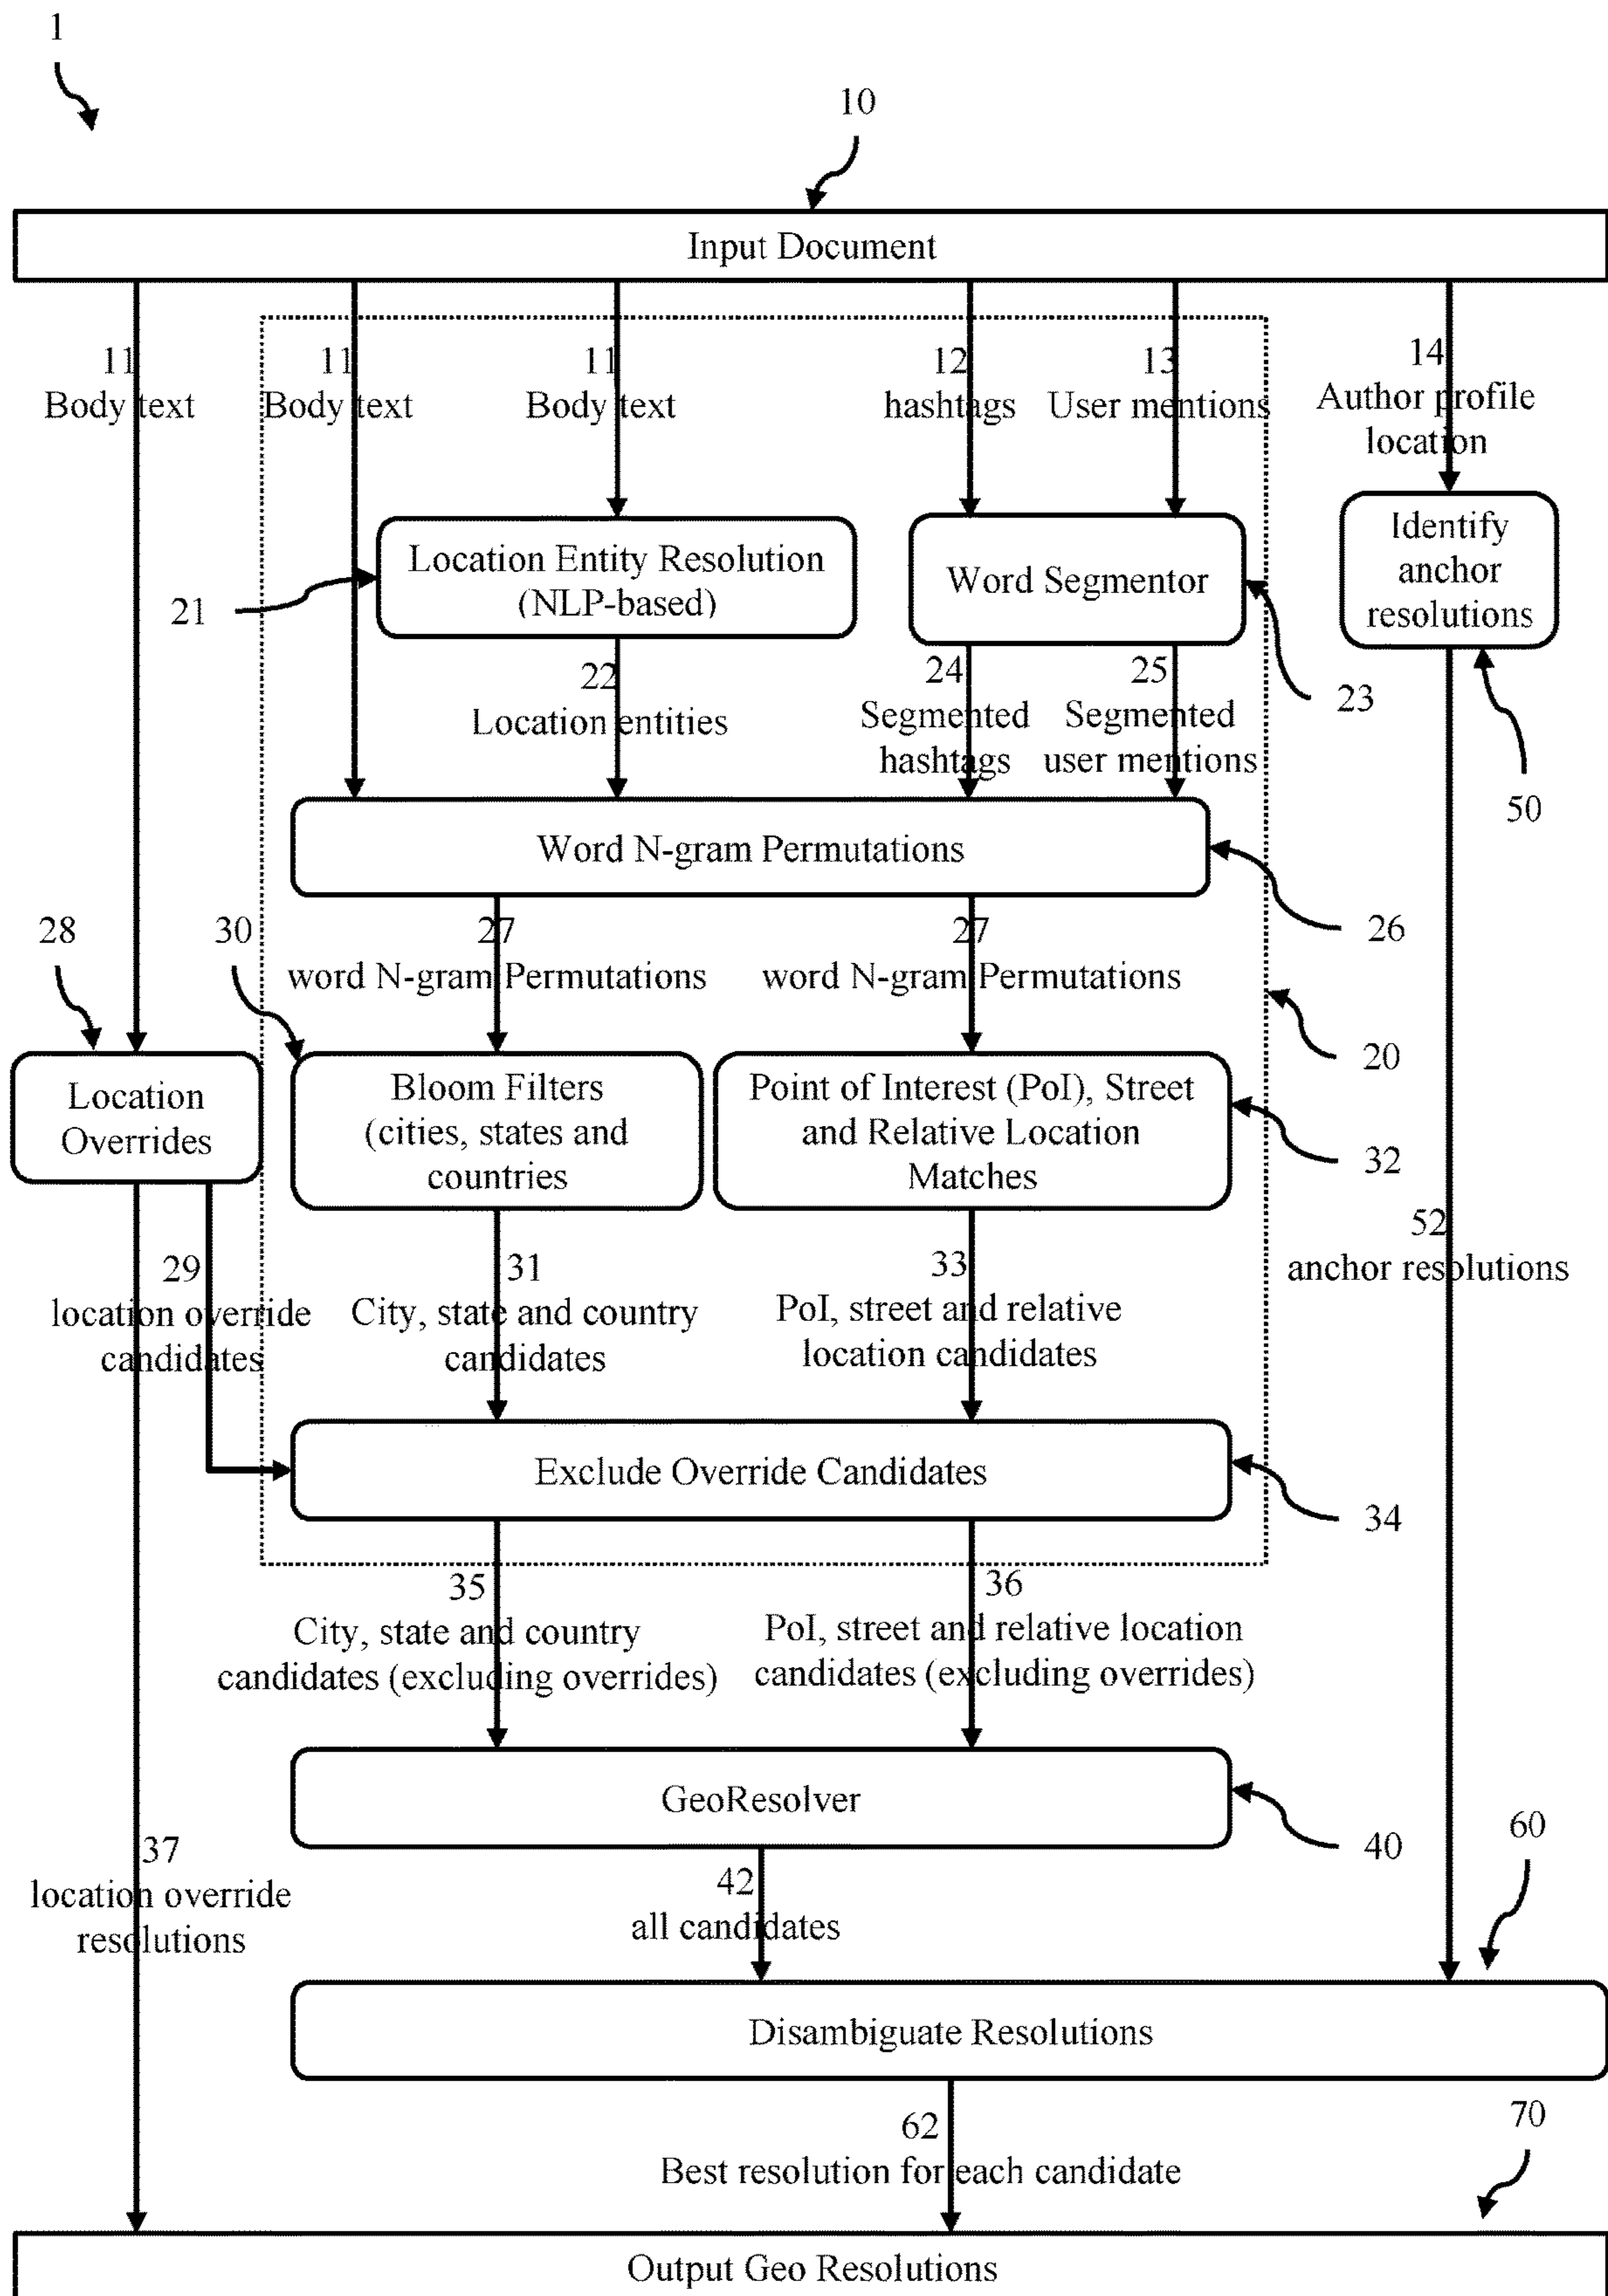 1
10
Input Document
11
Body text
11
Body text
11
Body text
12
hashtags
13
User mentions
14
Author profile
location
Location Entity Resolution
(NLP-based)
Word Segmentor
Identify
anchor
resolutions
21
23
50
22
Location entities
24
Segmented
hashtags
25
Segmented
user mentions
Word N-gram Permutations
26
28
30
27
word N-gram Permutations
27
word N-gram Permutations
20
Location
Overrides
Bloom Filters
(cities, states and
countries
Point of Interest (PoI), Street
and Relative Location
Matches
32
29
location override
candidates
31
City, state and country
candidates
33
PoI, street and relative
location candidates
52
anchor resolutions
Exclude Override Candidates
34
35
City, state and country
candidates (excluding overrides)
36
PoI, street and relative location
candidates (excluding overrides)
GeoResolver
40
37
location override
resolutions
42
all candidates
60
Disambiguate Resolutions
62
Best resolution for each candidate
70
Output Geo Resolutions